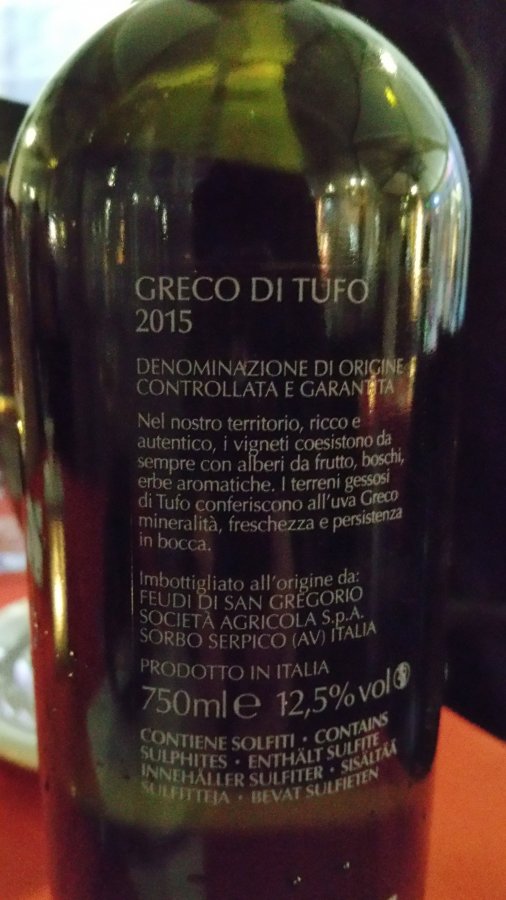 GRECO DI TUFO
2015
DENOMINAZIONE DI ORIGINE
CONTROLLATA E GARANTITA
Nel nostro territorio, ricco e
autentico, i vigneti coesistono da
sempre con alberi da frutto, boschi,
erbe aromatiche. I terreni gessosi
di Tufo conferiscono all'uva Greco
mineralità, freschezza e persistenza
in bocca.
Imbottigliato all'origine da:
FEUDI DI SAN GREGORIO
SOCIETÀ AGRICOLA S.p.A.
SORBO SERPICO (AV) ITALIA
PRODOTTO IN ITALIA
750ml e 12,5% vol
CONTIENE SOLFITI · CONTAINS
SULPHITES · ENTHÄLT SULFITE
INNEHÅLLER SULFITER · SISÄLTÄÄ
SULFITTEJA · BEVAT SULFIETEN